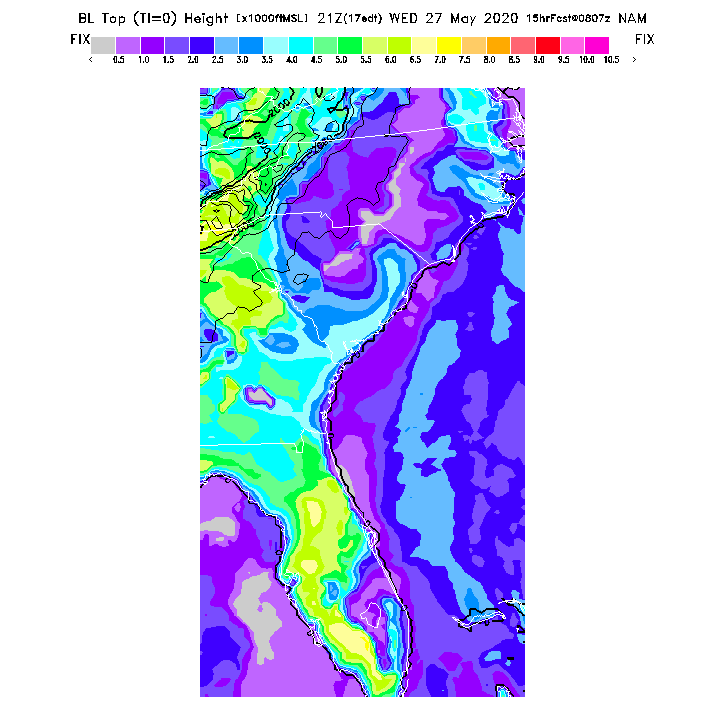 BL Top (TI=0) Height [x1000ftMSL] 21Z(17edt) WED 27 May 2020 15hrFcst@0807z NAM
FIX FIX
< 0.5 1.0 1.5 2.0 2.5 3.0 3.5 4.0 4.5 5.0 5.5 6.0 6.5 7.0 7.5 8.0 8.5 9.0 9.5 10.0 10.5 >
2000
2000